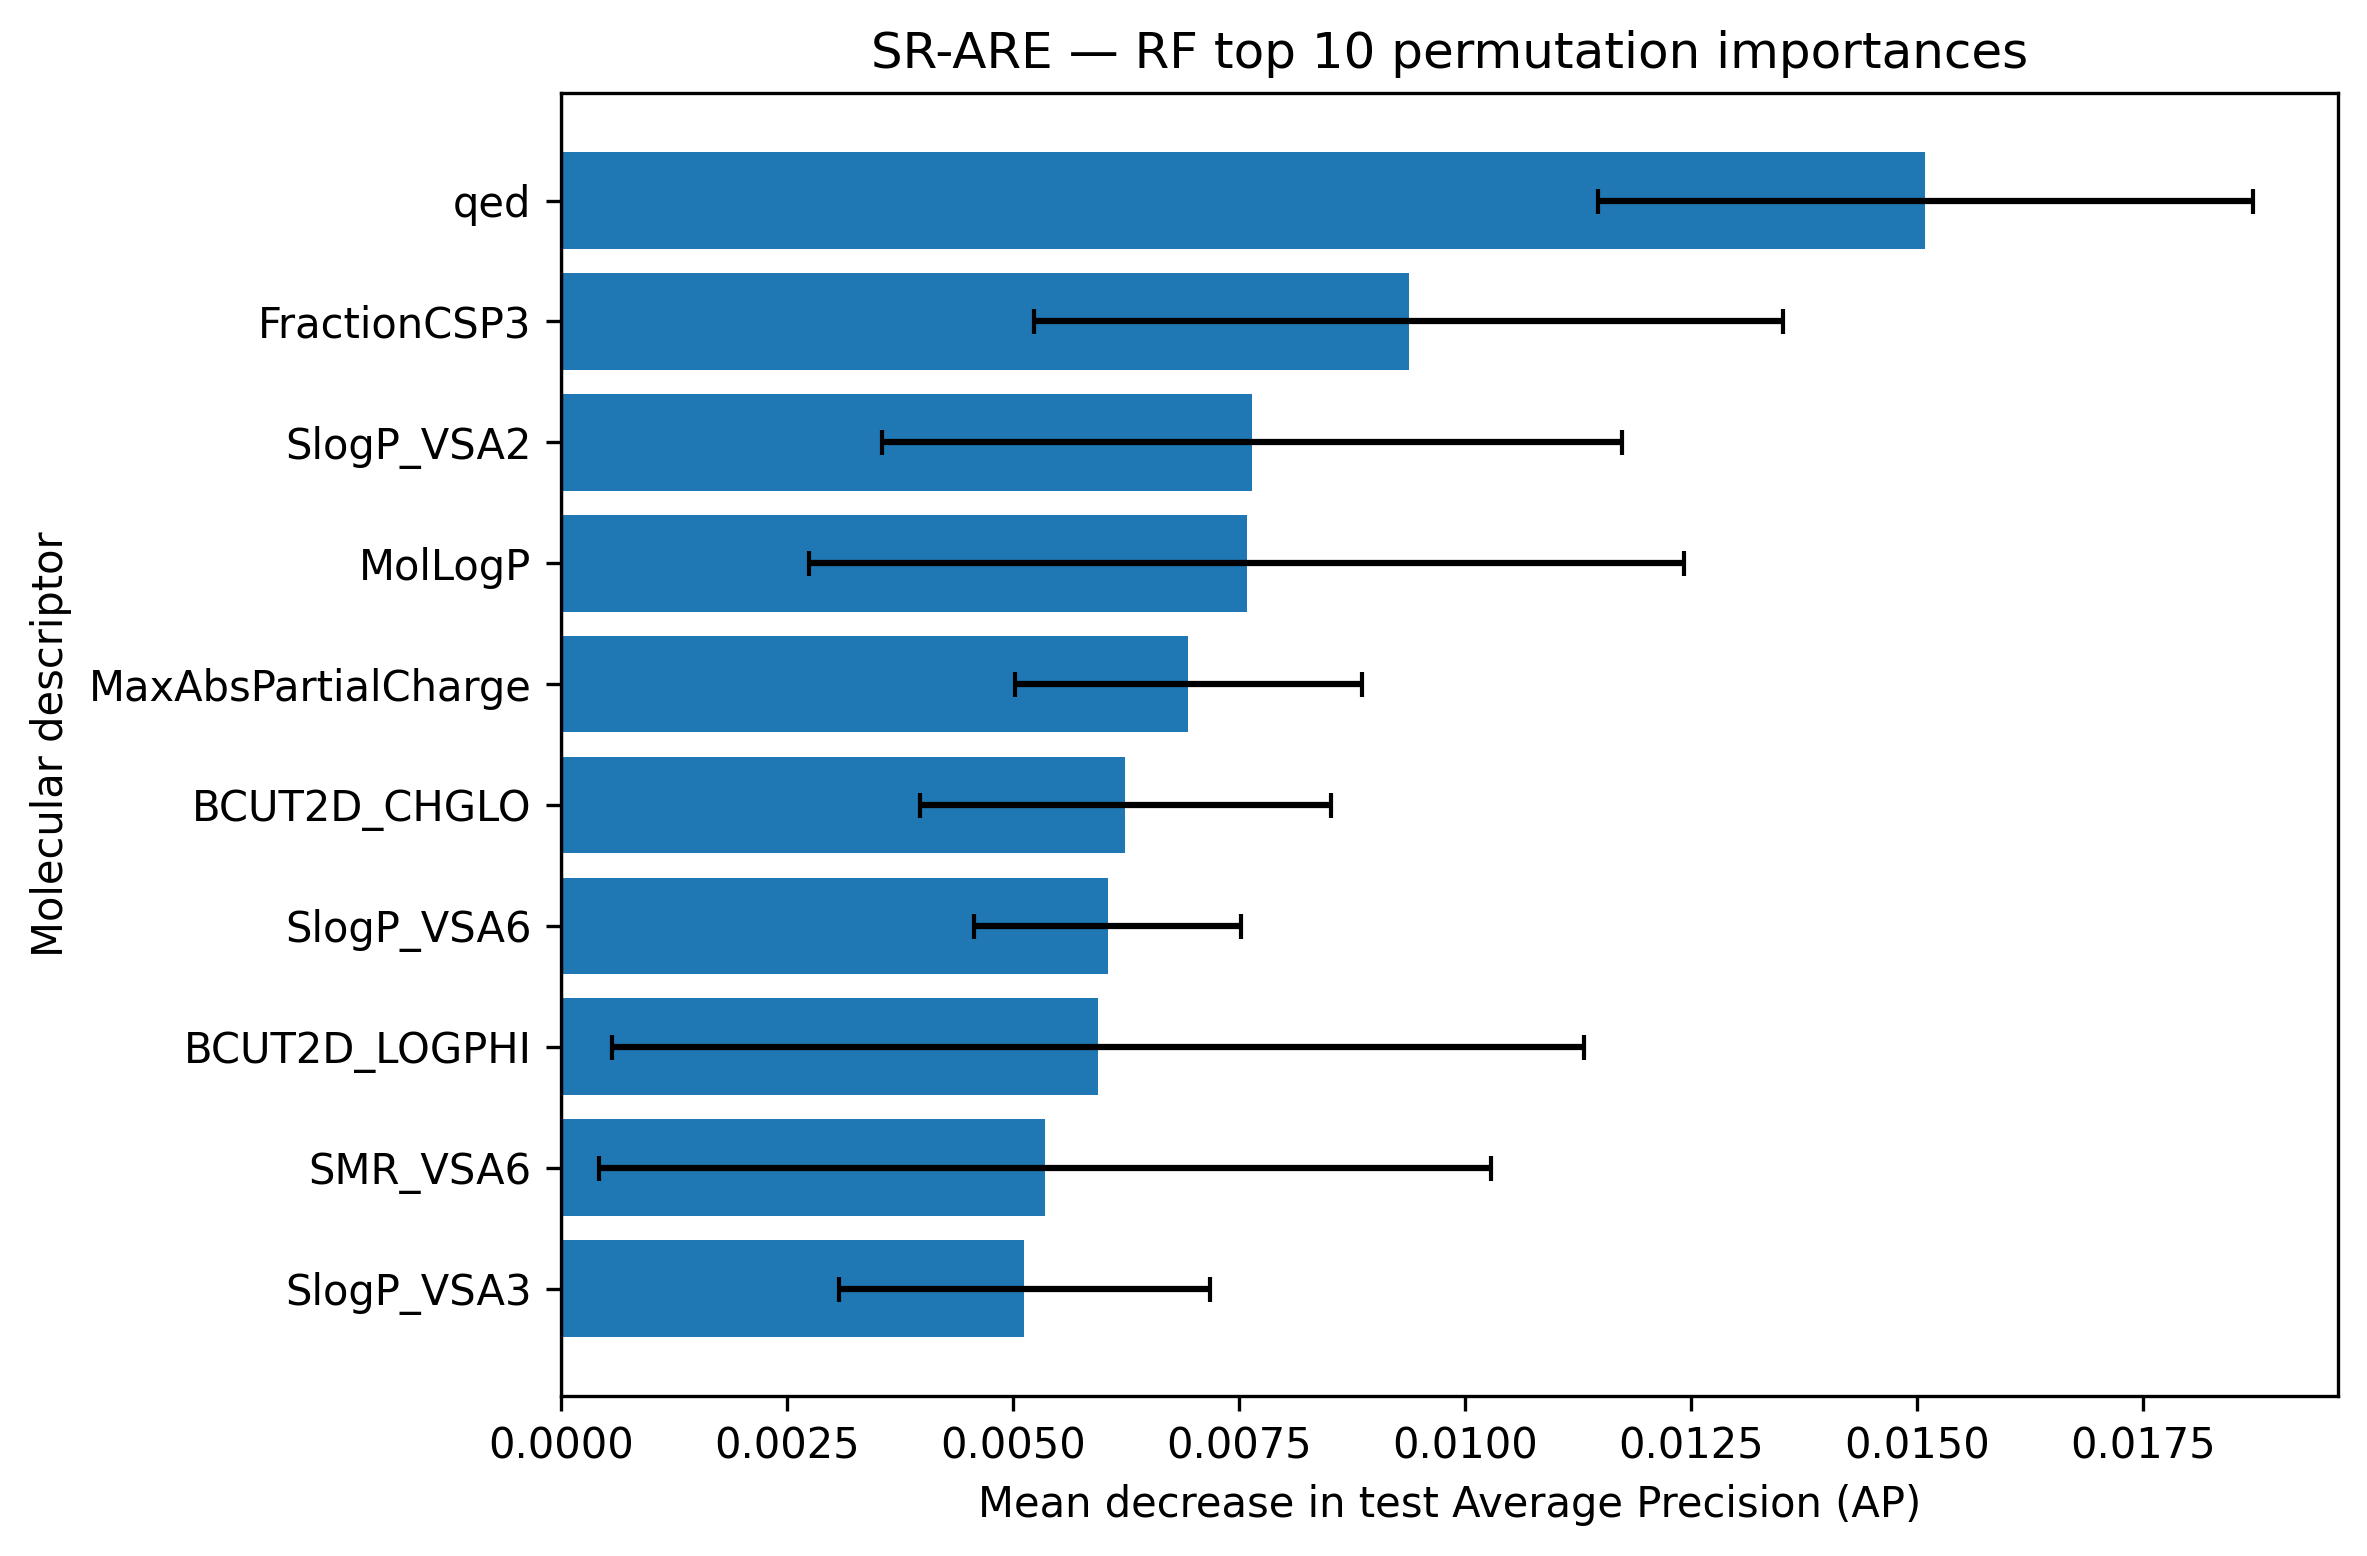 SR-ARE — RF top 10 permutation importances
Molecular descriptor
qed
FractionCSP3
SlogP_VSA2
MolLogP
MaxAbsPartialCharge
BCUT2D_CHGLO
SlogP_VSA6
BCUT2D_LOGPHI
SMR_VSA6
SlogP_VSA3
0.0000 0.0025 0.0050 0.0075 0.0100 0.0125 0.0150 0.0175
Mean decrease in test Average Precision (AP)